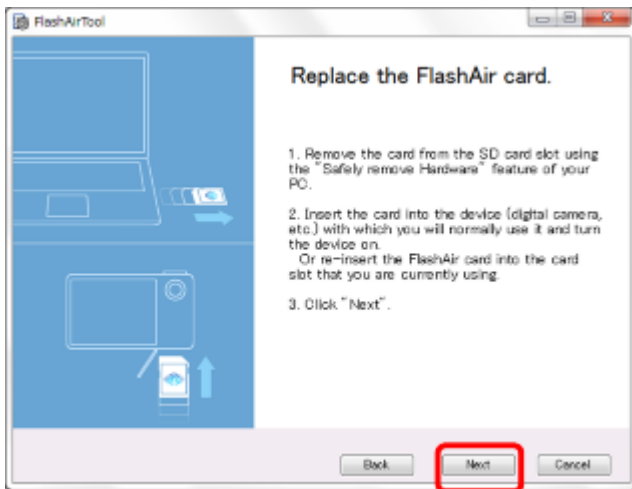 FlashAirTool
Replace the FlashAir card.
1. Remove the card from the SD card slot using
the "Safely remove Hardware" feature of your
PC.
2. Insert the card into the device (digital camera,
etc.) with which you will normally use it and turn
the device on.
Or re-insert the FlashAir card into the card
slot that you are currently using.
3. Click "Next".
Back Next Cancel